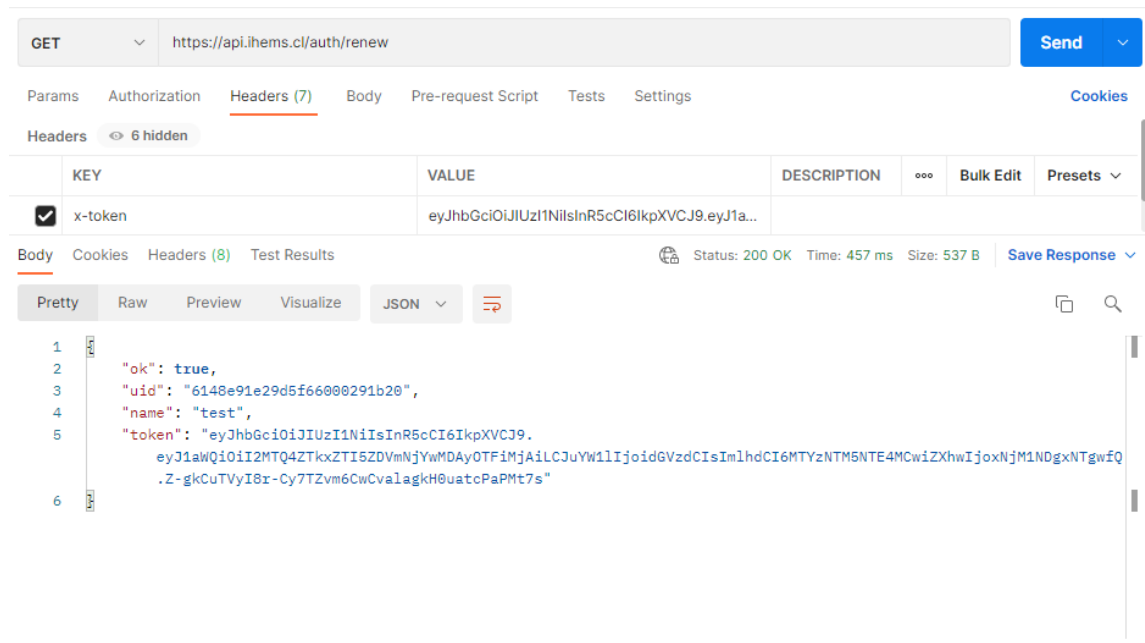 GET https://api.ihems.cl/auth/renew Send
Params Authorization Headers (7) Body Pre-request Script Tests Settings Cookies
Headers 6 hidden
KEY VALUE DESCRIPTION ooo Bulk Edit Presets
x-token eyJhbGciOiJIUzI1NiIsInR5cCI6IkpXVCJ9.eyJ1a...
Body Cookies Headers (8) Test Results Status: 200 OK Time: 457 ms Size: 537 B Save Response
Pretty Raw Preview Visualize JSON
1 {
2 "ok": true,
3 "uid": "6148e91e29d5f66000291b20",
4 "name": "test",
5 "token": "eyJhbGciOiJIUzI1NiIsInR5cCI6IkpXVCJ9.
eyJ1aWQiOiI2MTQ4ZTkxZTI5ZDVmNjYwMDAyOTFiMjAiLCJuYW1lIjoidGVzdCIsImlhdCI6MTYzNTM5NTE4MCwiZXhwIjoxNjM1NDgxNTgwfQ
.Z-gkCuTVyI8r-Cy7TZvm6CwCvalagkH0uatcPaPMt7s"
6 }